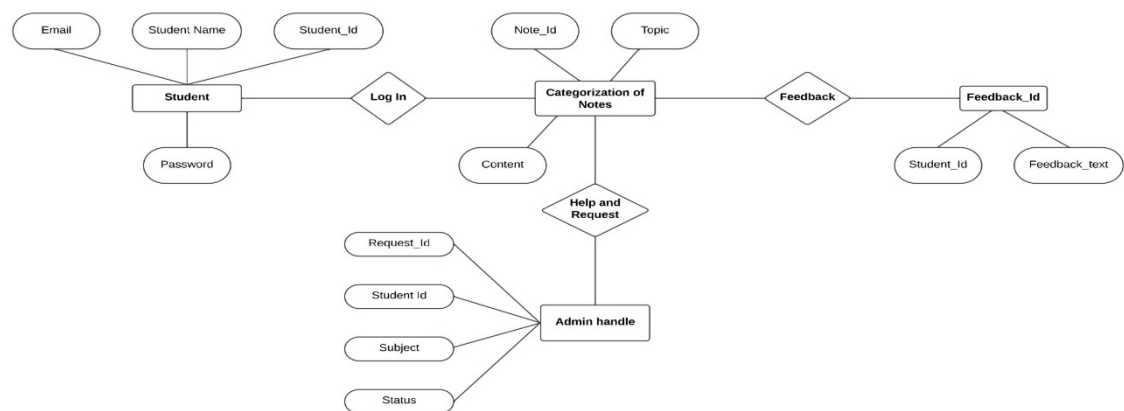 Email
Student Name
Student_Id
Note_Id
Topic
Student
Log In
Categorization of
Notes
Feedback
Feedback_Id
Password
Content
Student_Id
Feedback_text
Help and
Request
Request_Id
Student Id
Admin handle
Subject
Status